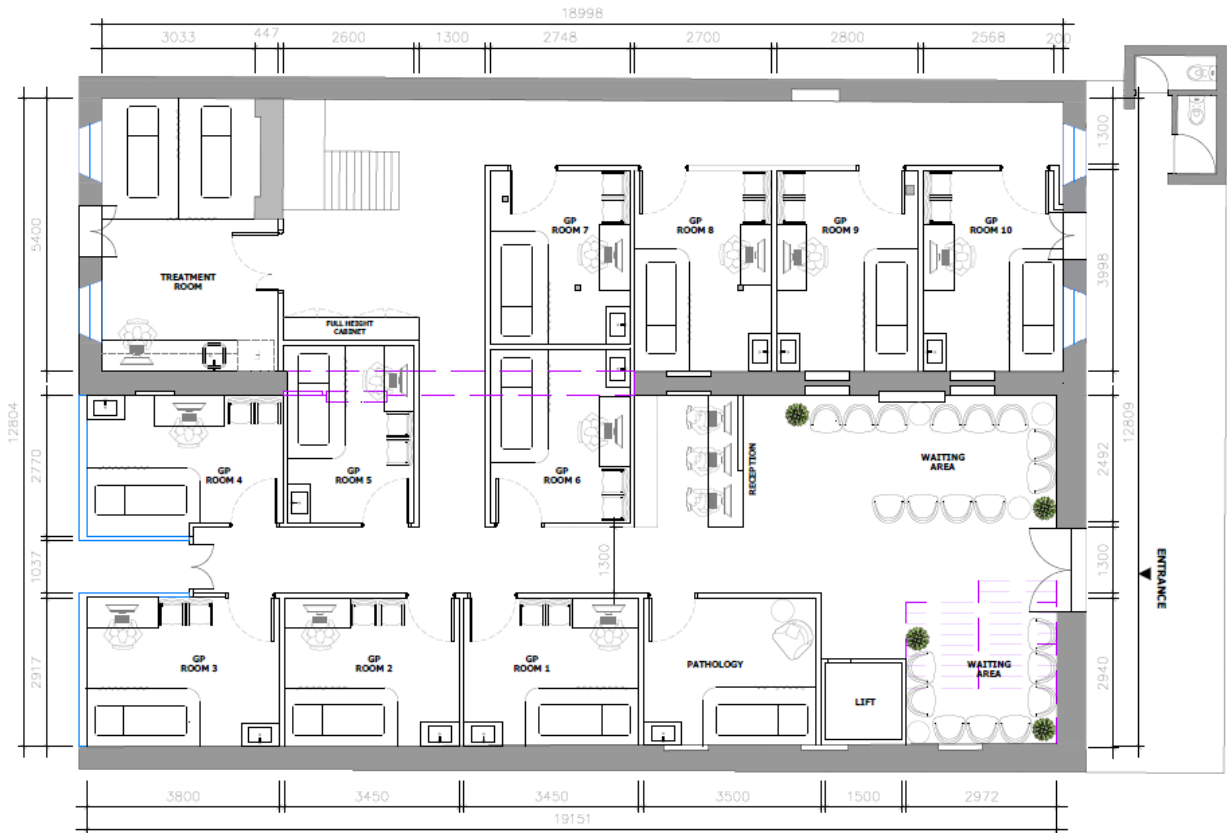 18998
3033
447
2600
1300
2748
2700
2800
2568
200
1300
5400
3998
GP
ROOM 7
GP
ROOM 8
GP
ROOM 9
GP
ROOM 10
TREATMENT
ROOM
FULL HEIGHT
CABINET
12804
12809
2770
2492
GP
ROOM 4
GP
ROOM 5
GP
ROOM 6
RECEPTION
WAITING
AREA
1037
1300
1300
ENTRANCE
2917
2940
GP
ROOM 3
GP
ROOM 2
GP
ROOM 1
PATHOLOGY
LIFT
WAITING
AREA
3800
3450
3450
3500
1500
2972
19151